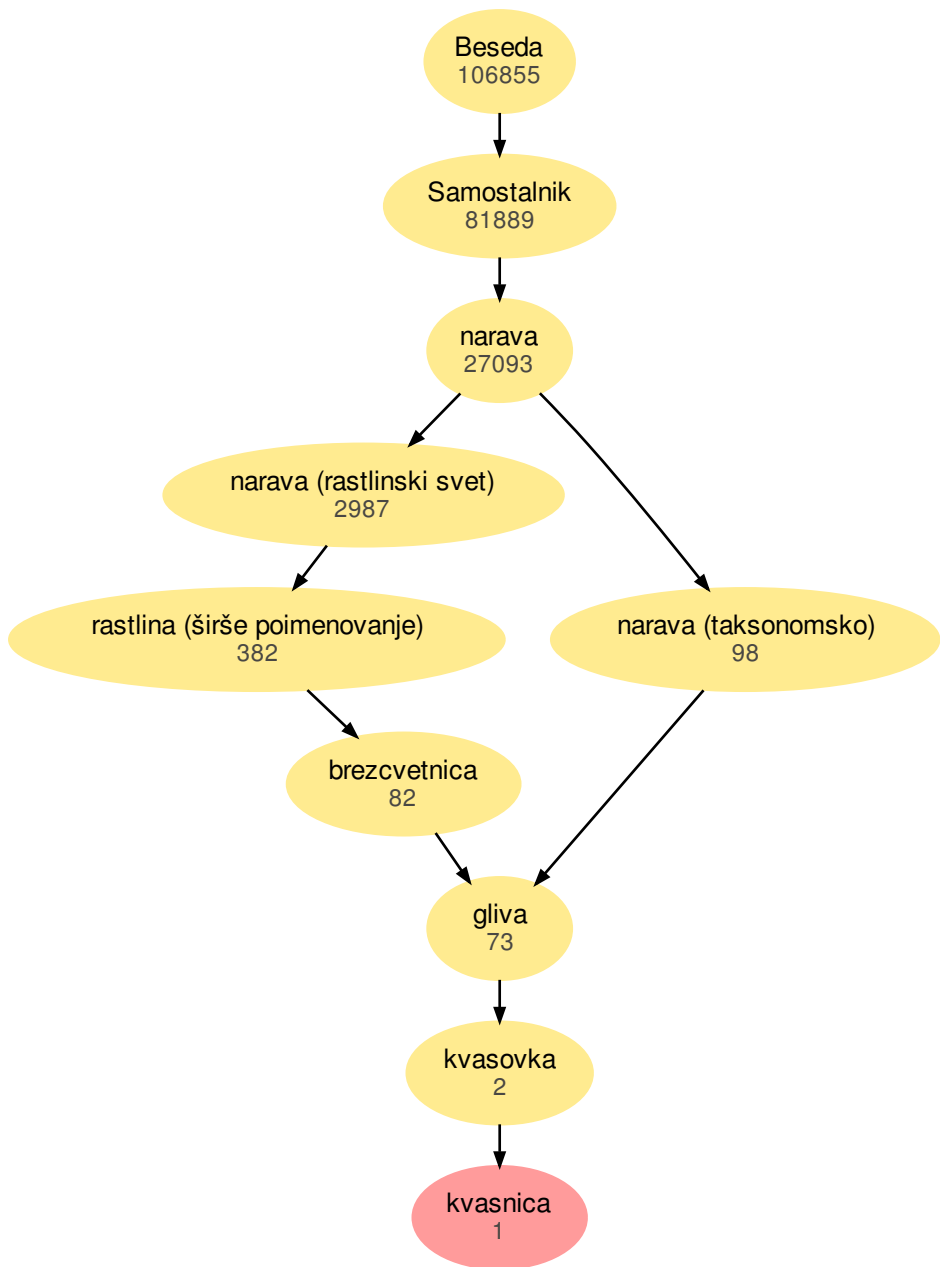 Beseda
106855
Samostalnik
81889
narava
27093
narava (rastlinski svet)
2987
rastlina (širše poimenovanje)
382
narava (taksonomsko)
98
brezcvetnica
82
gliva
73
kvasovka
2
kvasnica
1